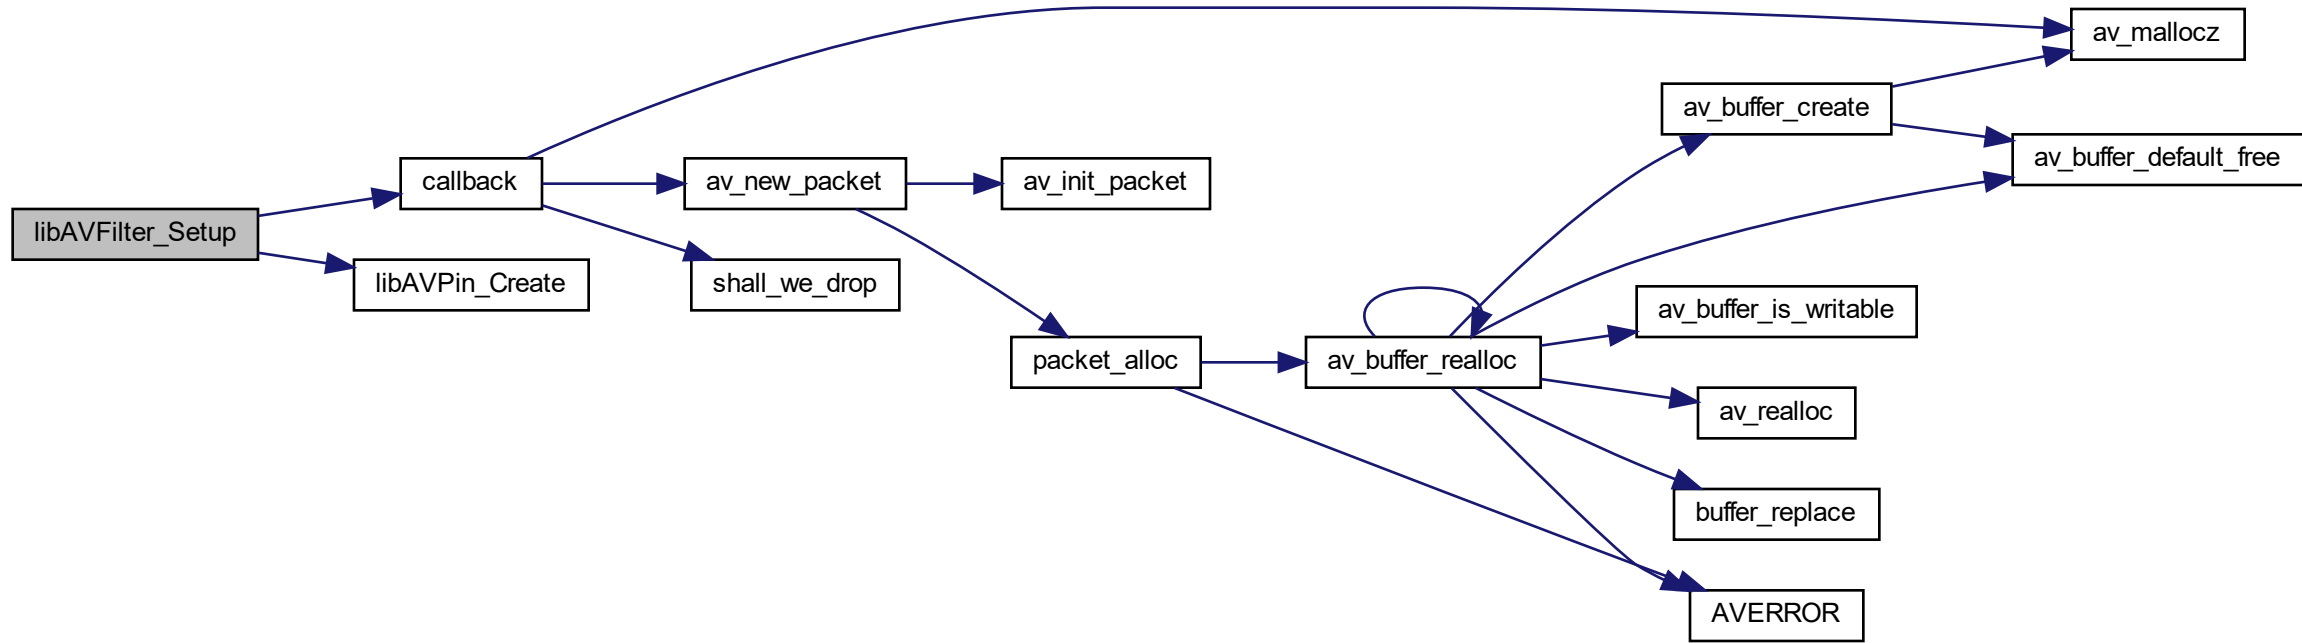 libAVFilter_Setup
callback
libAVPin_Create
av_new_packet
shall_we_drop
av_init_packet
packet_alloc
av_buffer_realloc
av_buffer_create
av_buffer_is_writable
av_realloc
buffer_replace
AVERROR
av_mallocz
av_buffer_default_free